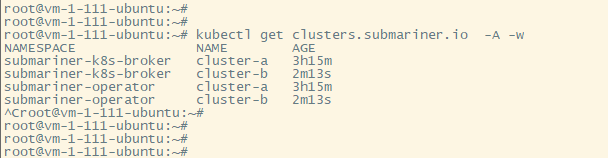 root@vm-1-111-ubuntu:~#
root@vm-1-111-ubuntu:~#
root@vm-1-111-ubuntu:~# kubectl get clusters.submariner.io  -A -w
NAMESPACE               NAME        AGE
submariner-k8s-broker   cluster-a   3h15m
submariner-k8s-broker   cluster-b   2m13s
submariner-operator     cluster-a   3h15m
submariner-operator     cluster-b   2m13s
^Croot@vm-1-111-ubuntu:~#
root@vm-1-111-ubuntu:~#
root@vm-1-111-ubuntu:~#
root@vm-1-111-ubuntu:~#